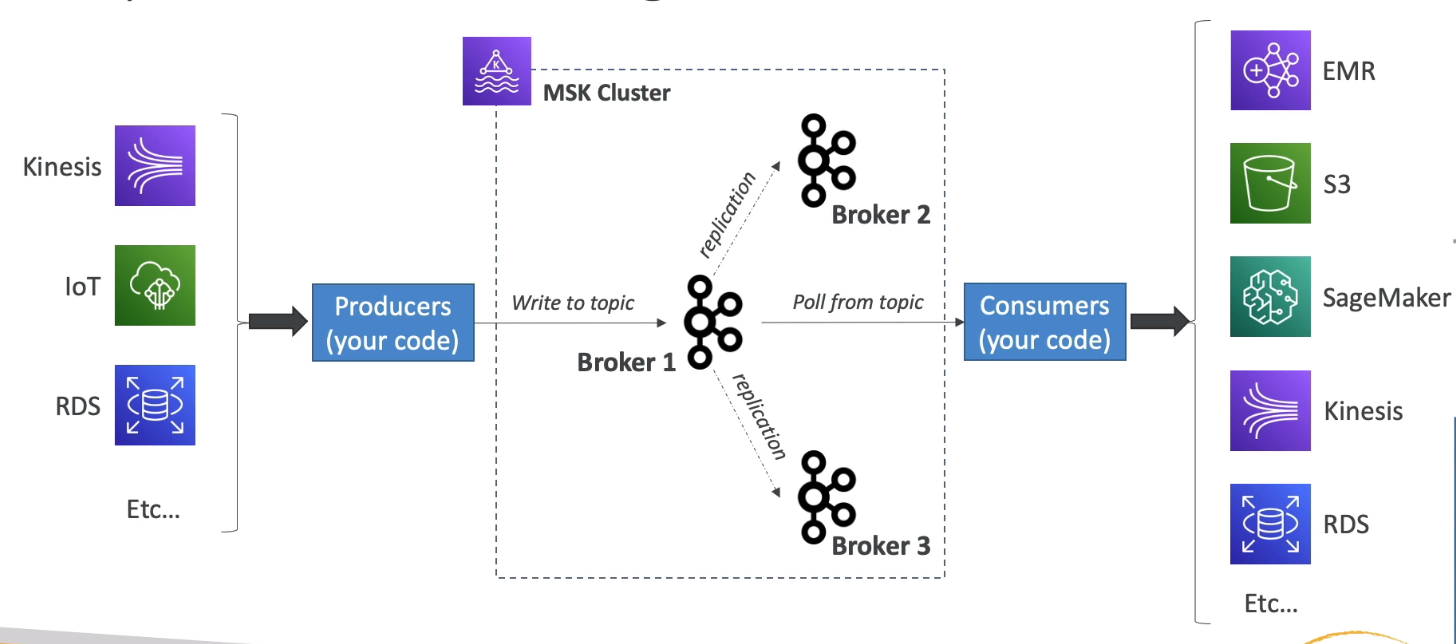 MSK Cluster
Kinesis
IoT
RDS
Etc...
Producers
(your code)
Write to topic
Broker 1
replication
Broker 2
replication
Broker 3
Poll from topic
Consumers
(your code)
EMR
S3
SageMaker
Kinesis
RDS
Etc...